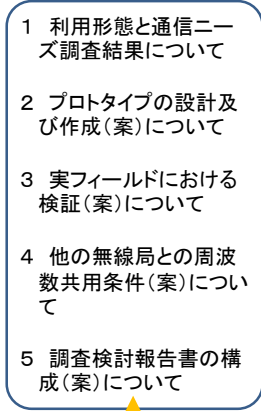 1 利用形態と通信ニー
ズ調査結果について
2 プロトタイプの設計及
び作成(案)について
3 実フィールドにおける
検証(案)について
4 他の無線局との周波
数共用条件(案)につい
て
5 調査検討報告書の構
成(案)について